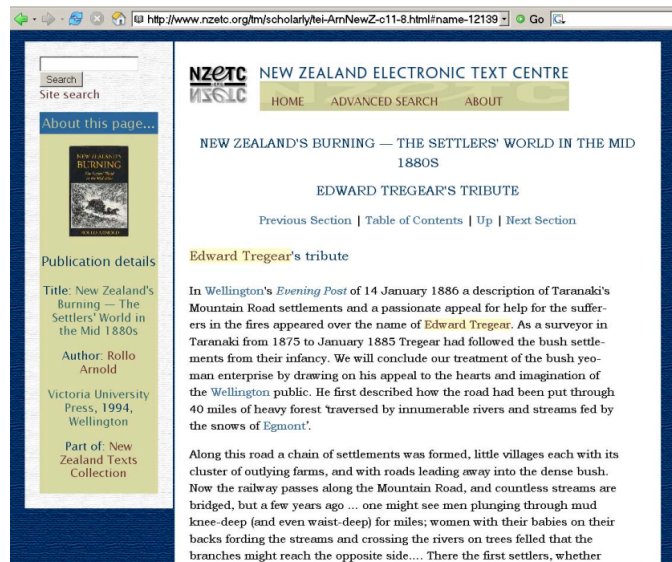 http://www.nzetc.org/tm/scholarly/tei-ArnNewZ-c11-8.html#name-12139
Go
Search
Site search
About this page...
NEW ZEALAND'S
BURNING
ROLLO ARNOLD
Publication details
Title: New Zealand's
Burning — The
Settlers' World in
the Mid 1880s
Author: Rollo
Arnold
Victoria University
Press, 1994,
Wellington
Part of: New
Zealand Texts
Collection
NZETC
NEW ZEALAND ELECTRONIC TEXT CENTRE
HOME ADVANCED SEARCH ABOUT
NEW ZEALAND'S BURNING — THE SETTLERS' WORLD IN THE MID
1880S
EDWARD TREGEAR'S TRIBUTE
Previous Section | Table of Contents | Up | Next Section
Edward Tregear's tribute
In Wellington's Evening Post of 14 January 1886 a description of Taranaki's
Mountain Road settlements and a passionate appeal for help for the suffer-
ers in the fires appeared over the name of Edward Tregear. As a surveyor in
Taranaki from 1875 to January 1885 Tregear had followed the bush settle-
ments from their infancy. We will conclude our treatment of the bush yeo-
man enterprise by drawing on his appeal to the hearts and imagination of
the Wellington public. He first described how the road had been put through
40 miles of heavy forest 'traversed by innumerable rivers and streams fed by
the snows of Egmont'.
Along this road a chain of settlements was formed, little villages each with its
cluster of outlying farms, and with roads leading away into the dense bush.
Now the railway passes along the Mountain Road, and countless streams are
bridged, but a few years ago ... one might see men plunging through mud
knee-deep (and even waist-deep) for miles; women with their babies on their
backs fording the streams and crossing the rivers on trees felled that the
branches might reach the opposite side.... There the first settlers, whether